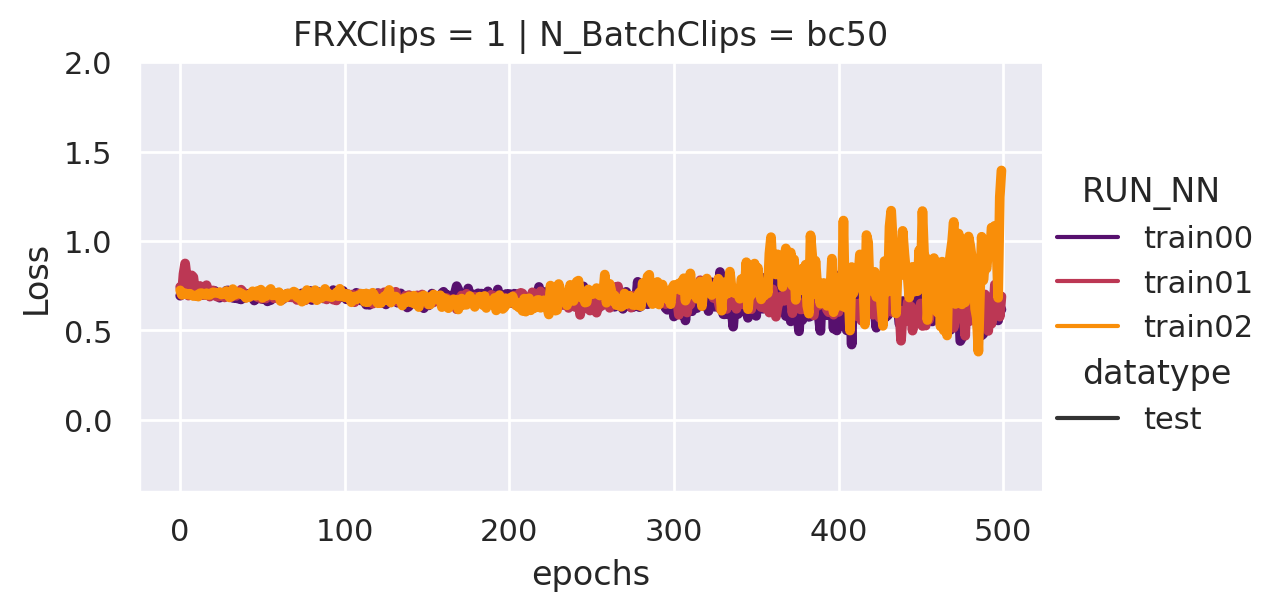 FRXClips = 1 | N_BatchClips = bc50
2.0
1.5
1.0
0.5
0.0
Loss
0 100 200 300 400 500
epochs
RUN_NN
train00
train01
train02
datatype
test